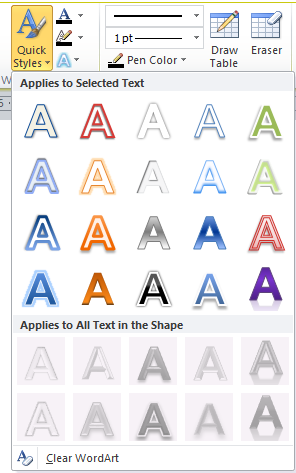 Quick
Styles
A
A
A
1 pt
Pen Color
Draw
Table
Eraser
W
5
Applies to Selected Text
A A A A A
A A A A A
A A A A A
A A A A A
Applies to All Text in the Shape
A A A A A
A A A A A
Clear WordArt